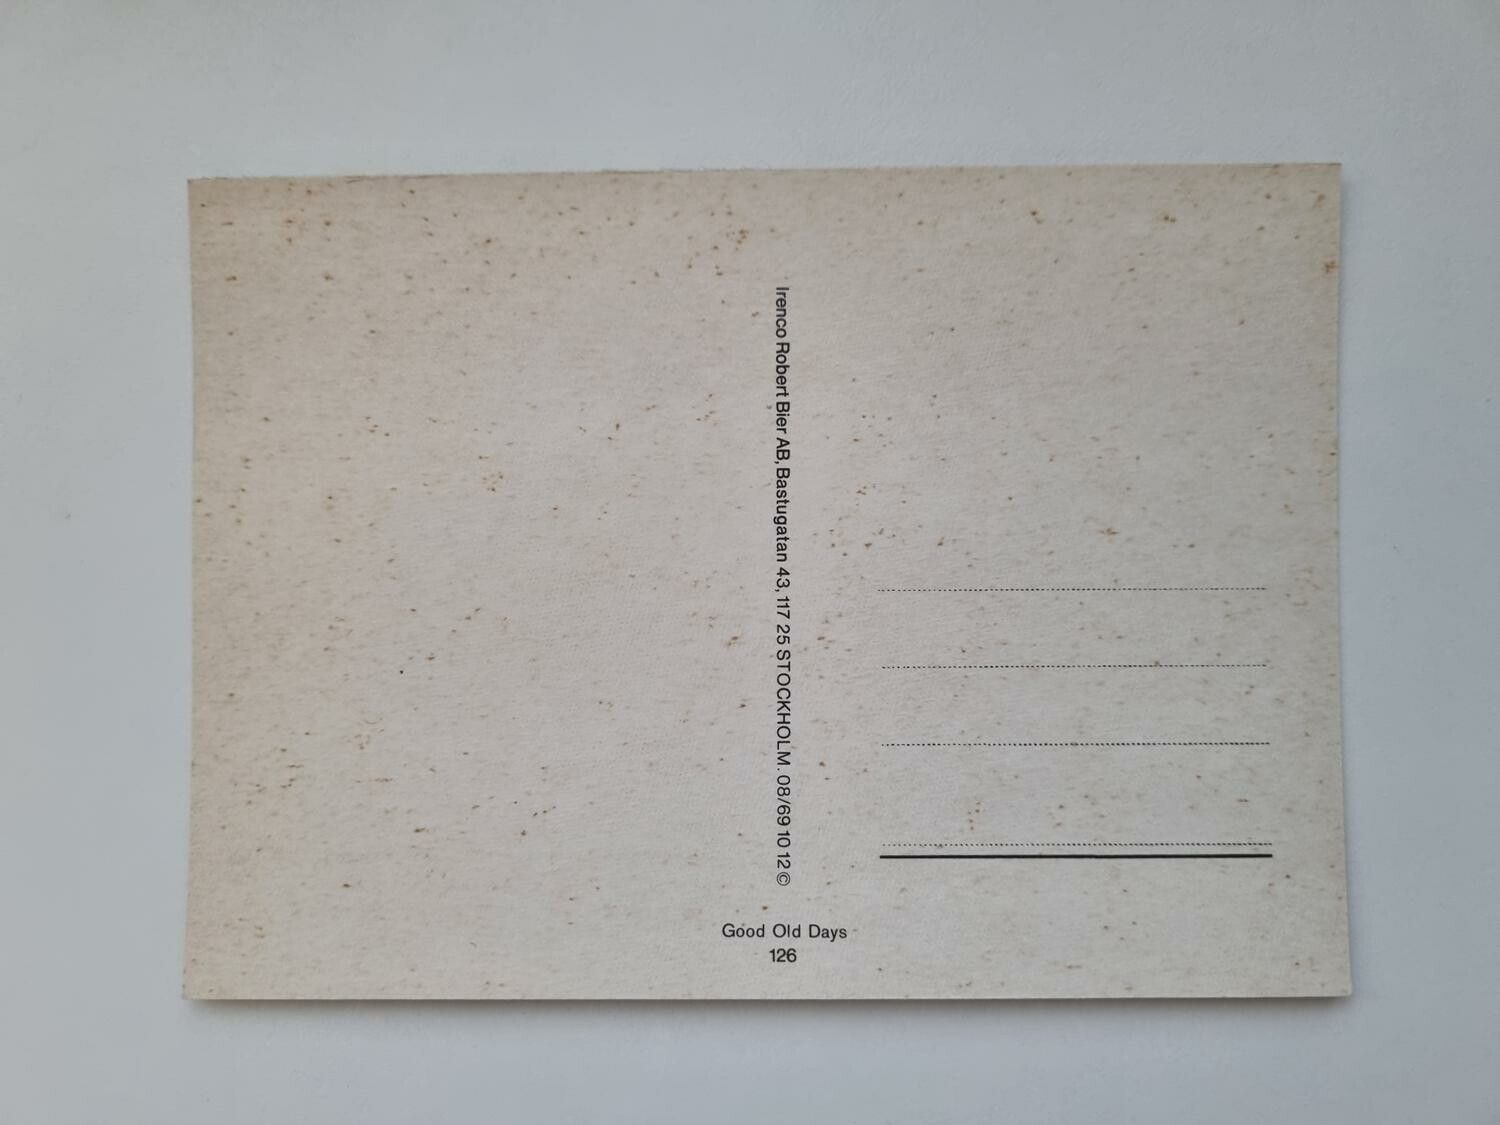 Irenco Robert Bier AB, Bastugatan 43, 117 25 STOCKHOLM. 08/69 10 12 ©
Good Old Days
126